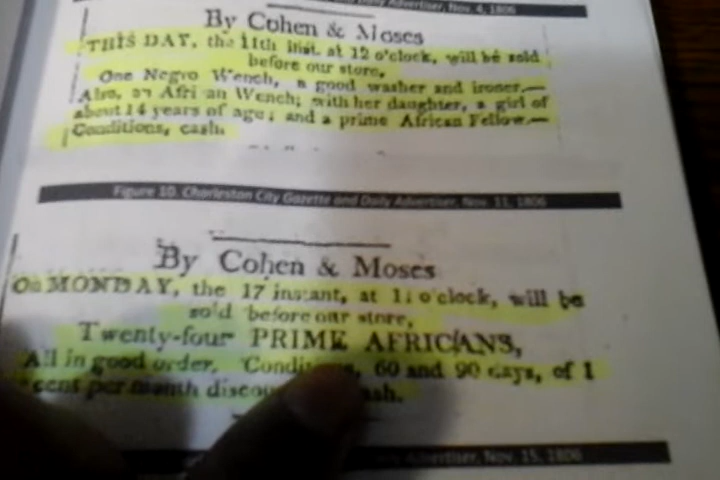 Daily Advertiser, Nov. 4, 1806
By Cohen & Moses
THIS DAY, the 11th inst. at 12 o'clock, will be sold
before our store,
One Negro Wench, a good washer and ironer.—
Also, an African Wench; with her daughter, a girl of
about 14 years of age; and a prime African Fellow.—
Conditions, cash.
Figure 10. Charleston City Gazette and Daily Advertiser, Nov. 11, 1806
By Cohen & Moses
On MONDAY, the 17 instant, at 11 o'clock, will be
sold before our store,
Twenty-four PRIME AFRICANS,
All in good order. Conditions, 60 and 90 days, of 1
cent per month discount cash.
Advertiser, Nov. 15, 1806